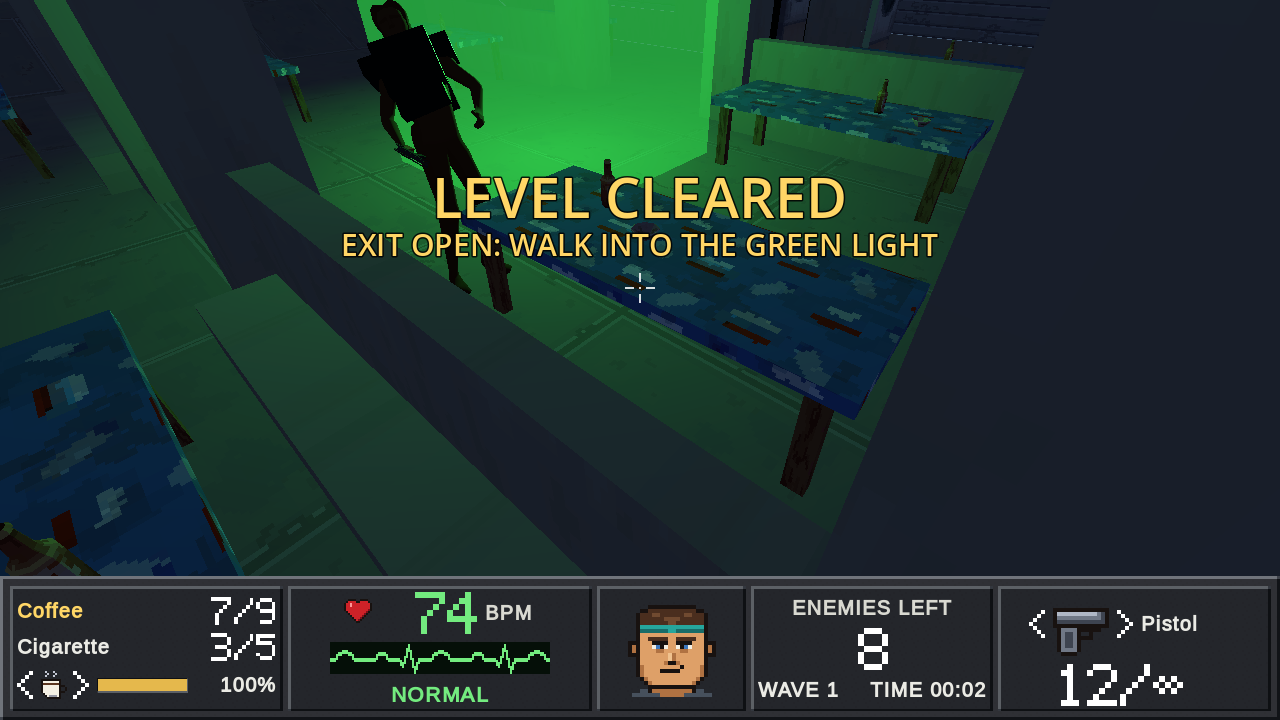 LEVEL CLEARED
EXIT OPEN: WALK INTO THE GREEN LIGHT
Coffee 7/9
Cigarette 3/5
100%
74 BPM
NORMAL
ENEMIES LEFT
8
WAVE 1 TIME 00:02
< > Pistol
12/∞